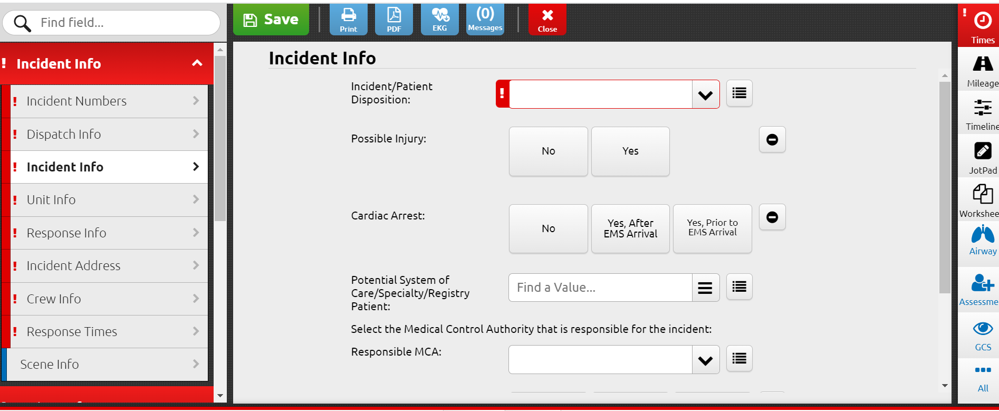 Find field...
Save
Print
PDF
EKG
(0)
Messages
Close
! Times
! Incident Info
! Incident Numbers
! Dispatch Info
! Incident Info
! Unit Info
! Response Info
! Incident Address
! Crew Info
! Response Times
Scene Info
Incident Info
Incident/Patient
Disposition:
!
Possible Injury:
No
Yes
Cardiac Arrest:
No
Yes, After
EMS Arrival
Yes, Prior to
EMS Arrival
Potential System of
Care/Specialty/Registry
Patient:
Find a Value...
Select the Medical Control Authority that is responsible for the incident:
Responsible MCA:
Mileage
Timeline
JotPad
Workshee
Airway
Assessme
GCS
All